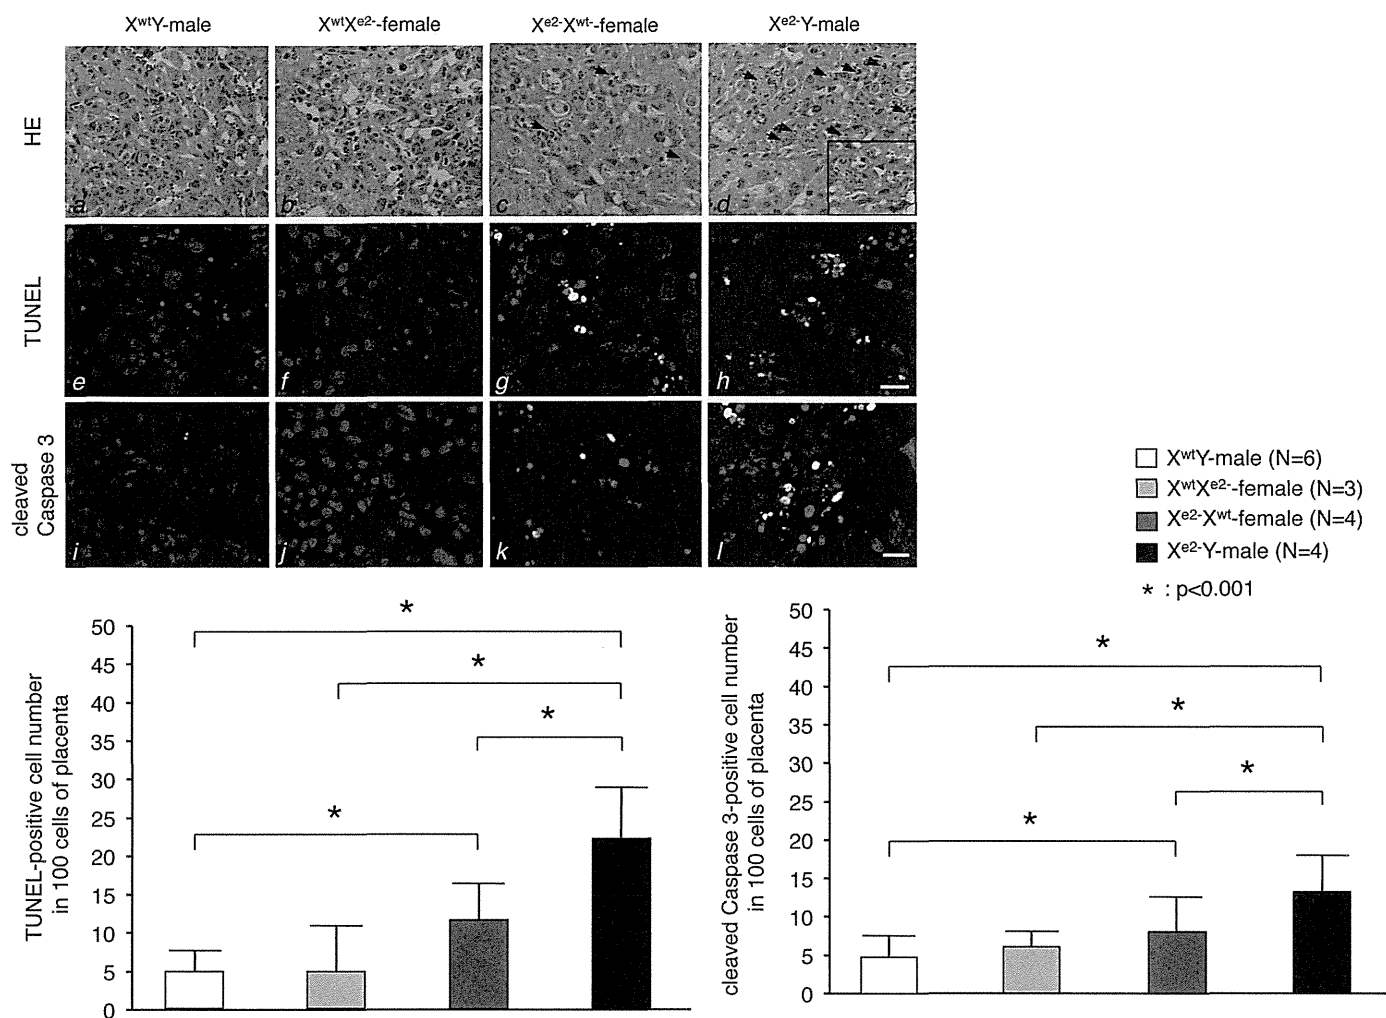 XwtY-male XwtXe2--female Xe2-Xwt--female Xe2-Y-male
HE
a b c d
TUNEL
e f g h
cleaved
Caspase 3
i j k l
XwtY-male (N=6)
XwtXe2--female (N=3)
Xe2-Xwt-female (N=4)
Xe2-Y-male (N=4)
* : p<0.001
TUNEL-positive cell number
in 100 cells of placenta
50
45
40
35
30
25
20
15
10
5
0
*
*
*
*
cleaved Caspase 3-positive cell number
in 100 cells of placenta
50
45
40
35
30
25
20
15
10
5
0
*
*
*
*